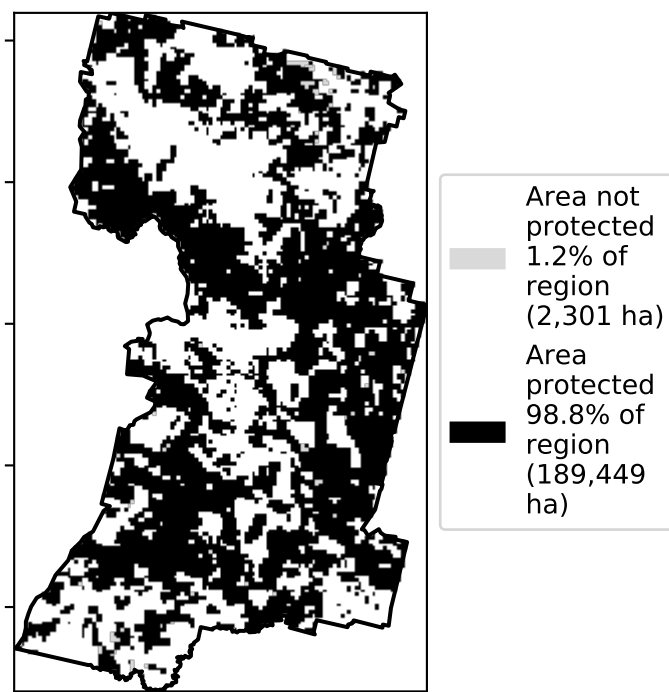 Area not
protected
1.2% of
region
(2,301 ha)
Area
protected
98.8% of
region
(189,449
ha)